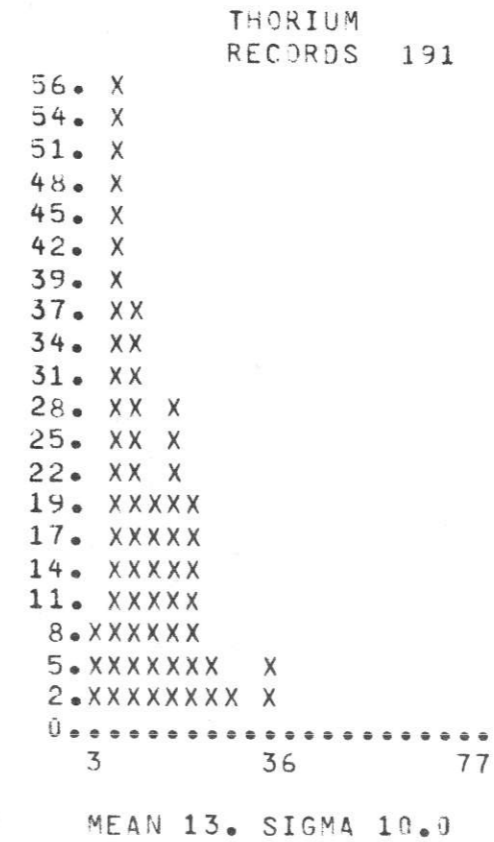 THORIUM
RECORDS 191
56. X
54. X
51. X
48. X
45. X
42. X
39. X
37. XX
34. XX
31. XX
28. XX X
25. XX X
22. XX X
19. XXXXX
17. XXXXX
14. XXXXX
11. XXXXX
8.XXXXXX
5.XXXXXXX X
2.XXXXXXXX X
0......................
3 36 77
MEAN 13. SIGMA 10.0